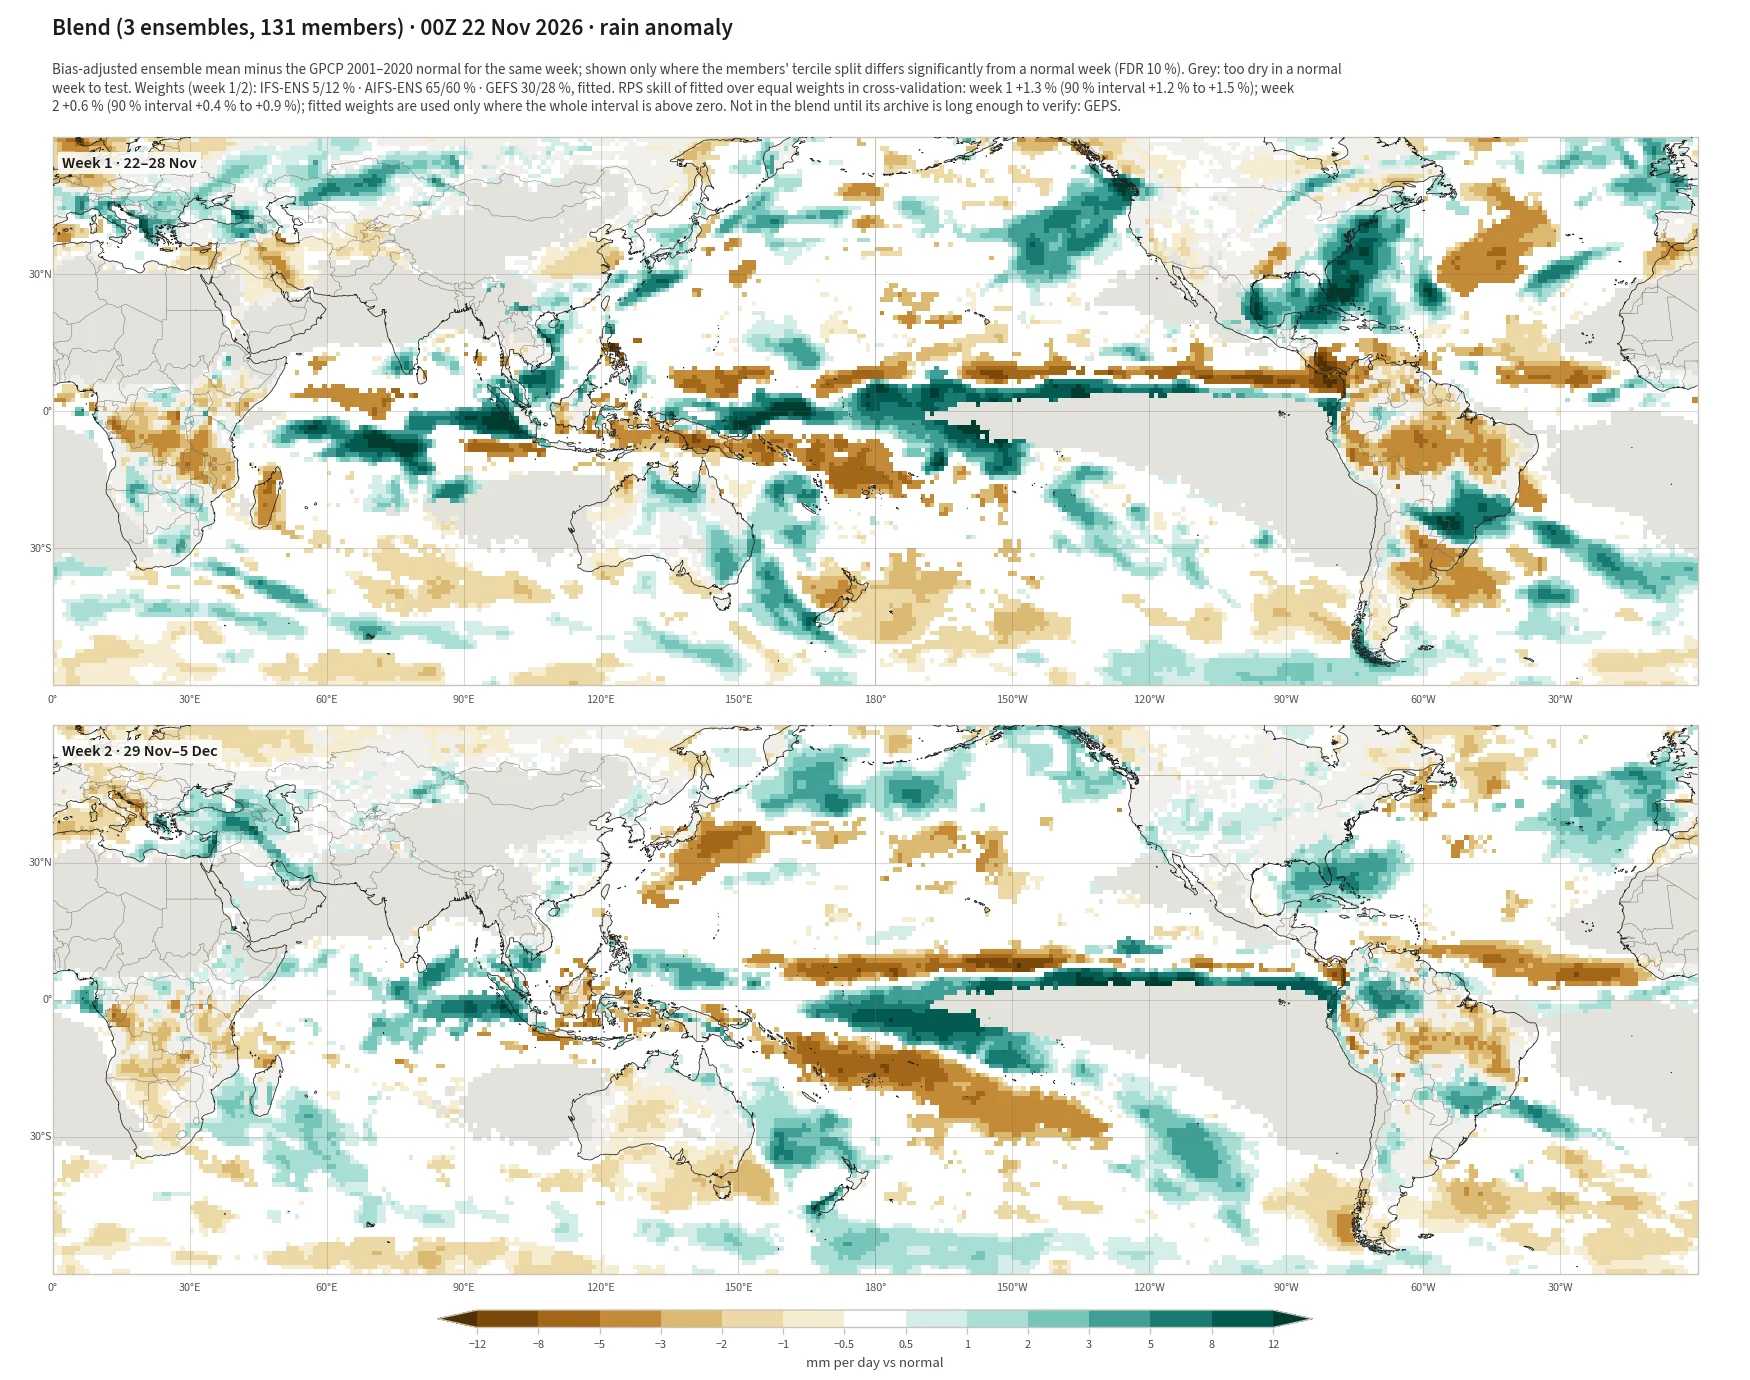 Blend (3 ensembles, 131 members) · 00Z 22 Nov 2026 · rain anomaly
Bias-adjusted ensemble mean minus the GPCP 2001–2020 normal for the same week; shown only where the members' tercile split differs significantly from a normal week (FDR 10 %). Grey: too dry in a normal
week to test. Weights (week 1/2): IFS-ENS 5/12 % · AIFS-ENS 65/60 % · GEFS 30/28 %, fitted. RPS skill of fitted over equal weights in cross-validation: week 1 +1.3 % (90 % interval +1.2 % to +1.5 %); week
2 +0.6 % (90 % interval +0.4 % to +0.9 %); fitted weights are used only where the whole interval is above zero. Not in the blend until its archive is long enough to verify: GEPS.
Week 1 · 22–28 Nov
30°N
0°
30°S
0° 30°E 60°E 90°E 120°E 150°E 180° 150°W 120°W 90°W 60°W 30°W
Week 2 · 29 Nov–5 Dec
30°N
0°
30°S
0° 30°E 60°E 90°E 120°E 150°E 180° 150°W 120°W 90°W 60°W 30°W
−12 −8 −5 −3 −2 −1 −0.5 0.5 1 2 3 5 8 12
mm per day vs normal